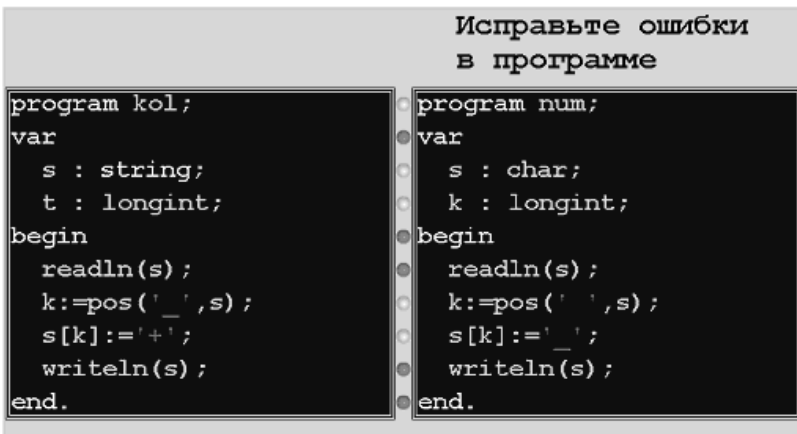 Исправьте ошибки
в программе
program kol;
var
  s : string;
  t : longint;
begin
  readln(s);
  k:=pos('_',s);
  s[k]:='+';
  writeln(s);
end.
program num;
var
  s : char;
  k : longint;
begin
  readln(s);
  k:=pos(' ',s);
  s[k]:='_';
  writeln(s);
end.